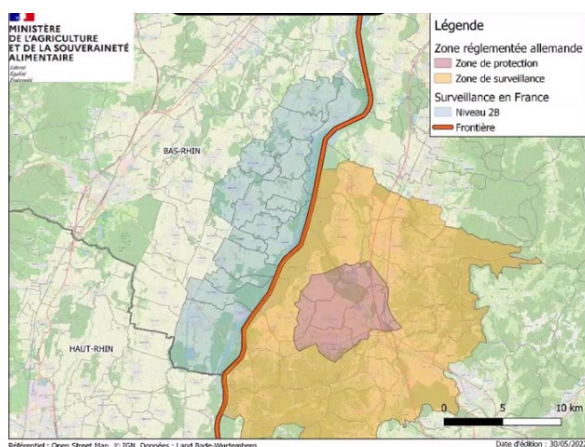 MINISTÈRE
DE L'AGRICULTURE
ET DE LA SOUVERAINETÉ
ALIMENTAIRE
Liberté
Égalité
Fraternité
Légende
Zone réglementée allemande
Zone de protection
Zone de surveillance
Surveillance en France
Niveau 2B
Frontière
BAS-RHIN
HAUT-RHIN
0 5 10 km
Référentiel : Open Street Map, © IGN, Données : Land Bade-Wurtemberg
Date d'édition : 30/05/202